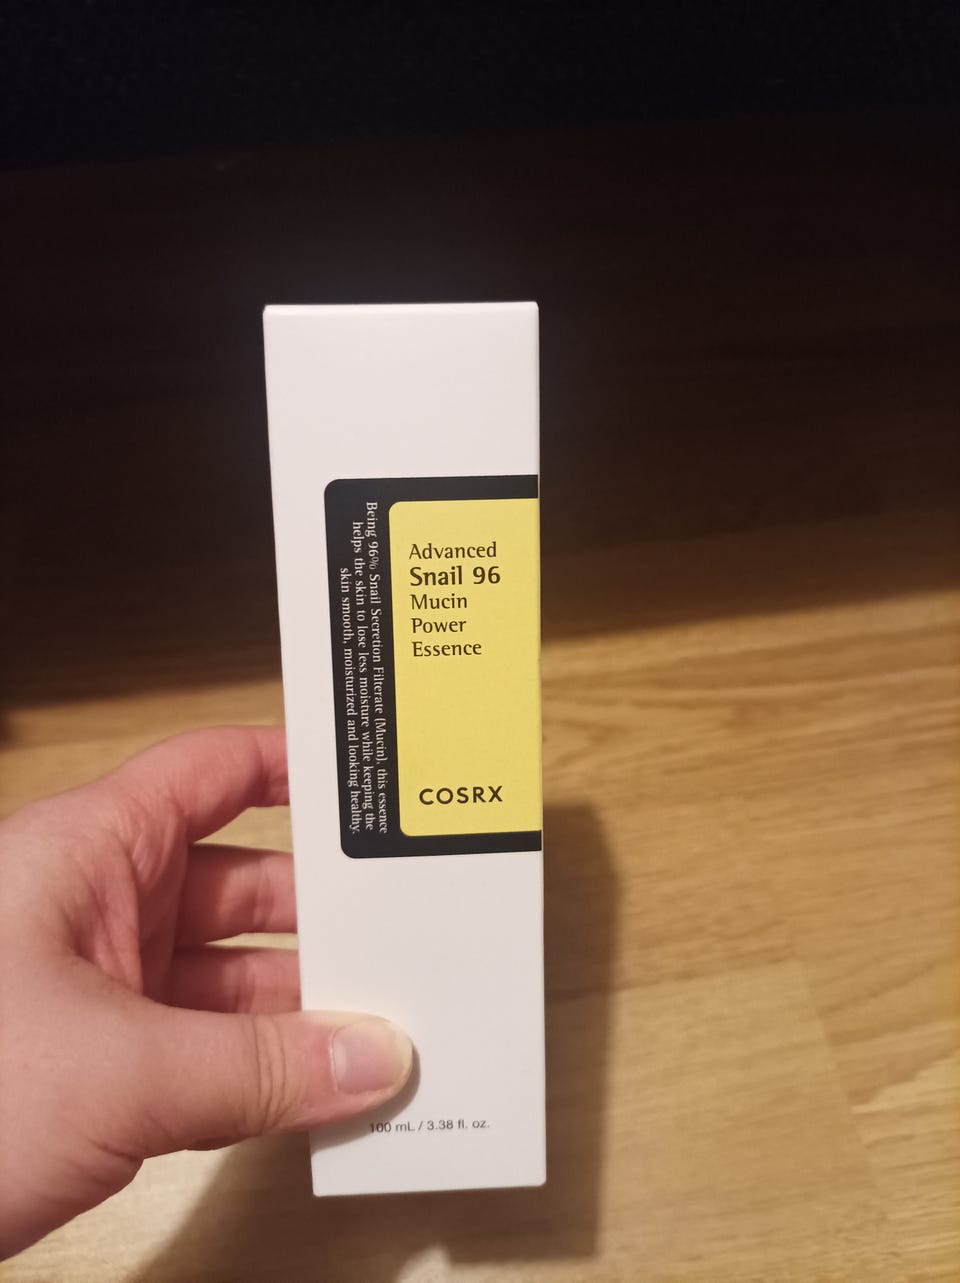 Being 96% Snail Secretion Filterate (Mucin), this essence
helps the skin to lose less moisture while keeping the
skin smooth, moisturized and looking healthy.
Advanced
Snail 96
Mucin
Power
Essence
COSRX
100 mL / 3.38 fl. oz.